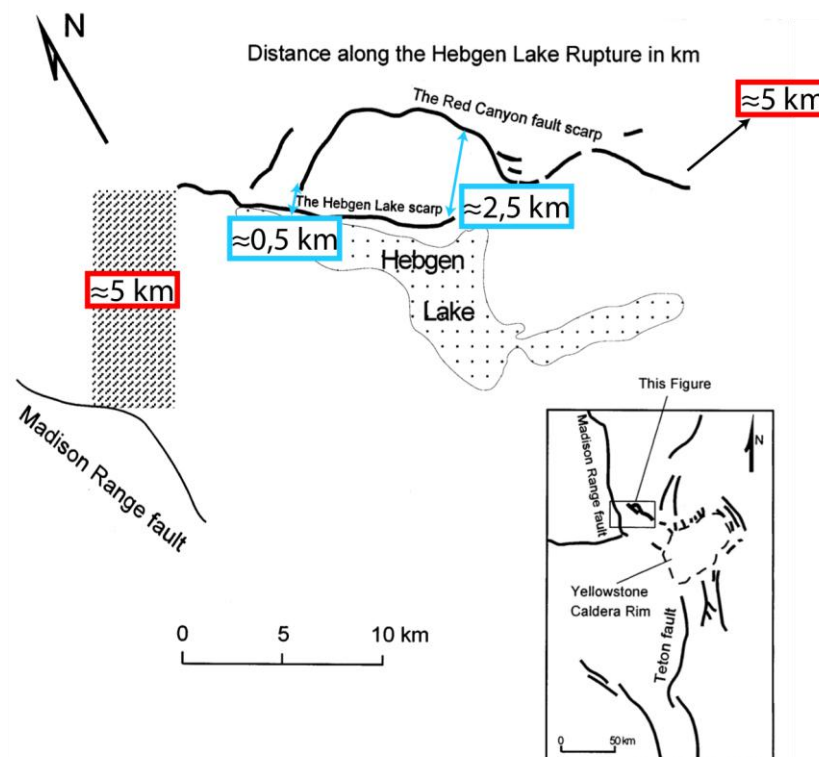 N
Distance along the Hebgen Lake Rupture in km
≈5 km
The Red Canyon fault scarp
The Hebgen Lake scarp
≈2,5 km
≈0,5 km
Hebgen
Lake
≈5 km
Madison Range fault
This Figure
Madison Range fault
N
Yellowstone
Caldera Rim
Teton fault
0 5 10 km
0 50km